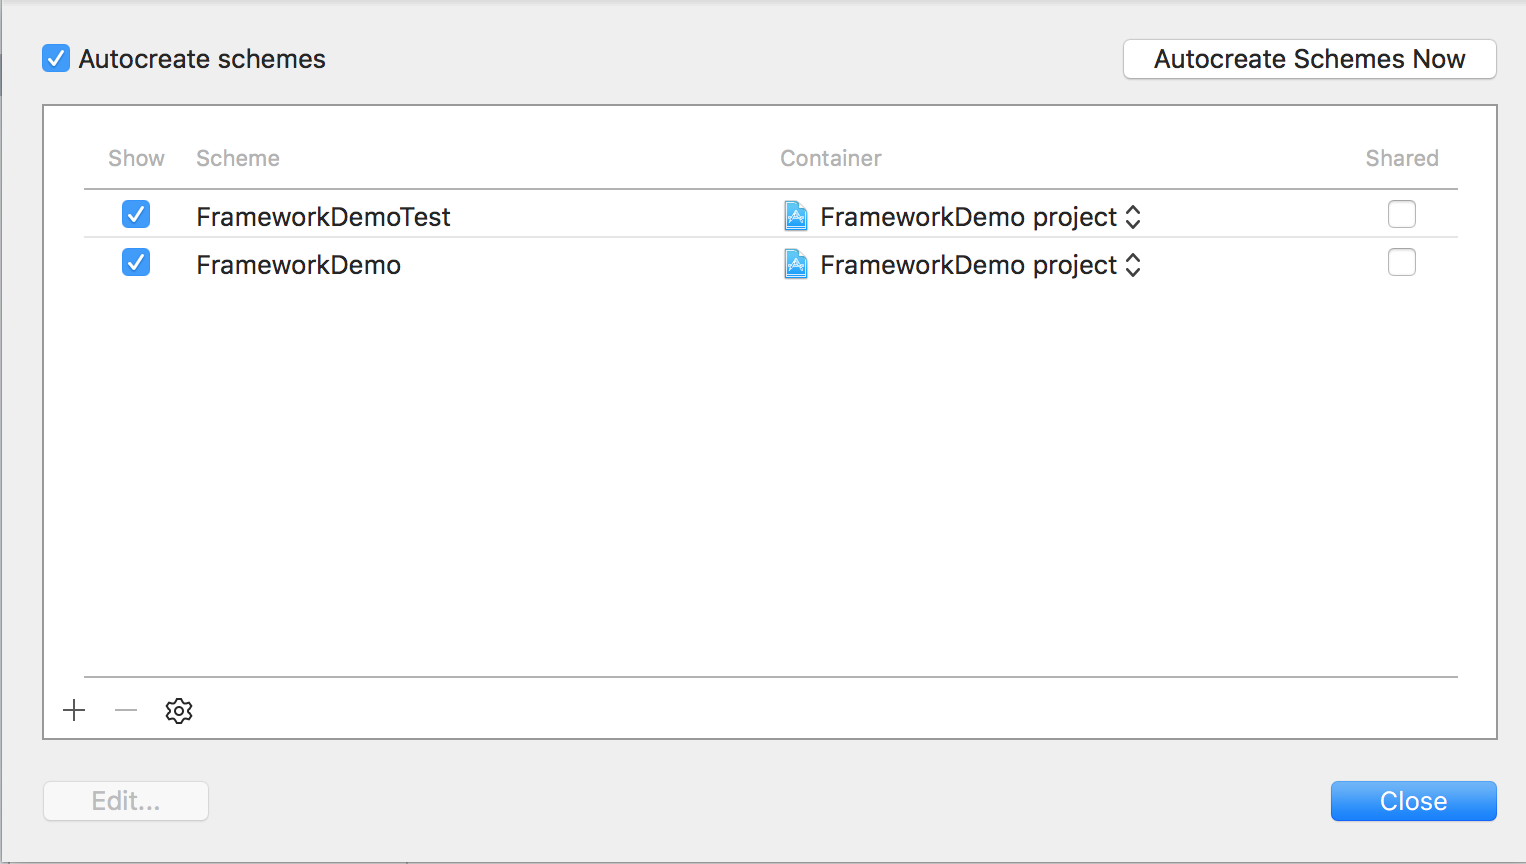 Autocreate schemes
Autocreate Schemes Now
Show Scheme Container Shared
FrameworkDemoTest FrameworkDemo project
FrameworkDemo FrameworkDemo project
Edit...
Close